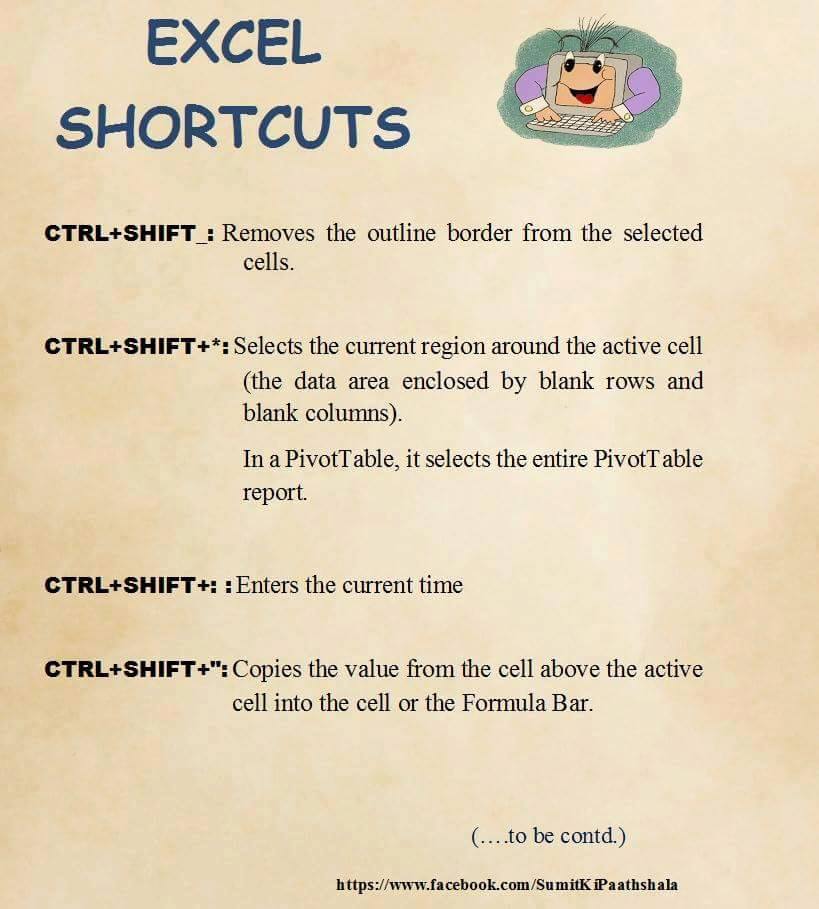 EXCEL
SHORTCUTS
CTRL+SHIFT_: Removes the outline border from the selected
cells.
CTRL+SHIFT+*: Selects the current region around the active cell
(the data area enclosed by blank rows and
blank columns).
In a PivotTable, it selects the entire PivotTable
report.
CTRL+SHIFT+: : Enters the current time
CTRL+SHIFT+": Copies the value from the cell above the active
cell into the cell or the Formula Bar.
(....to be contd.)
https://www.facebook.com/SumitKiPaathshala